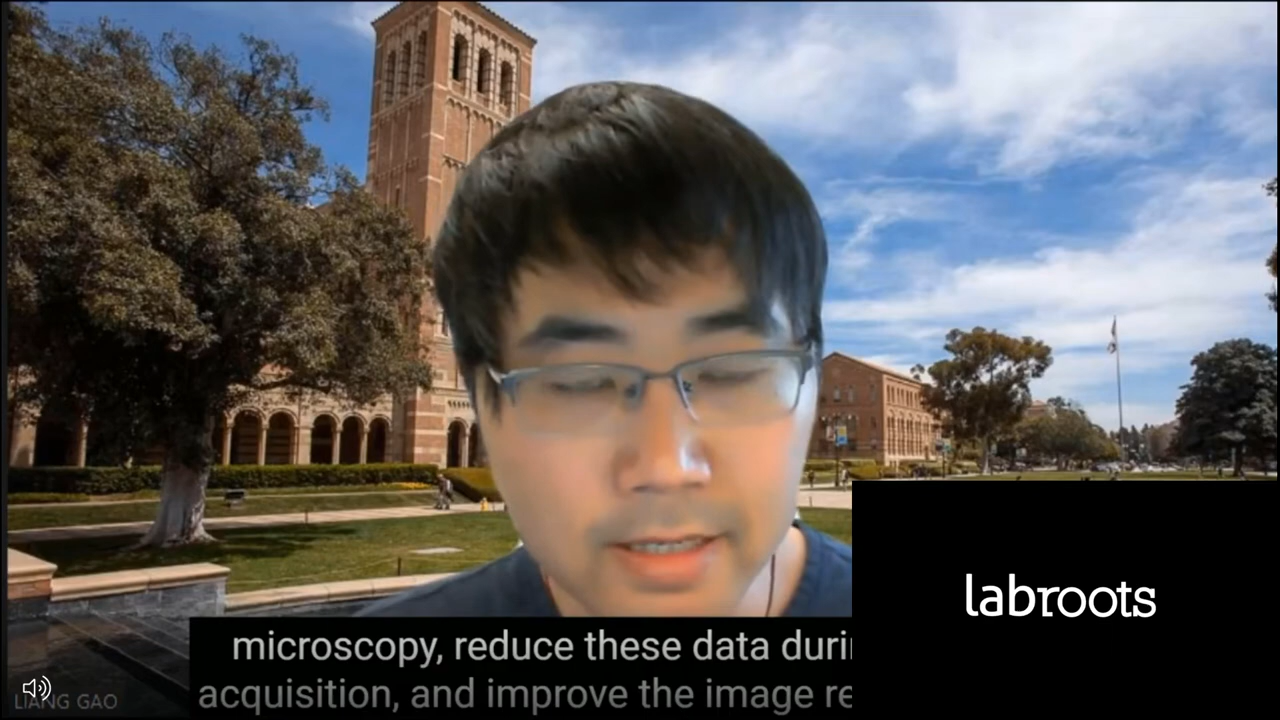 microscopy, reduce these data duri
acquisition, and improve the image re
labroots
LIANG GAO